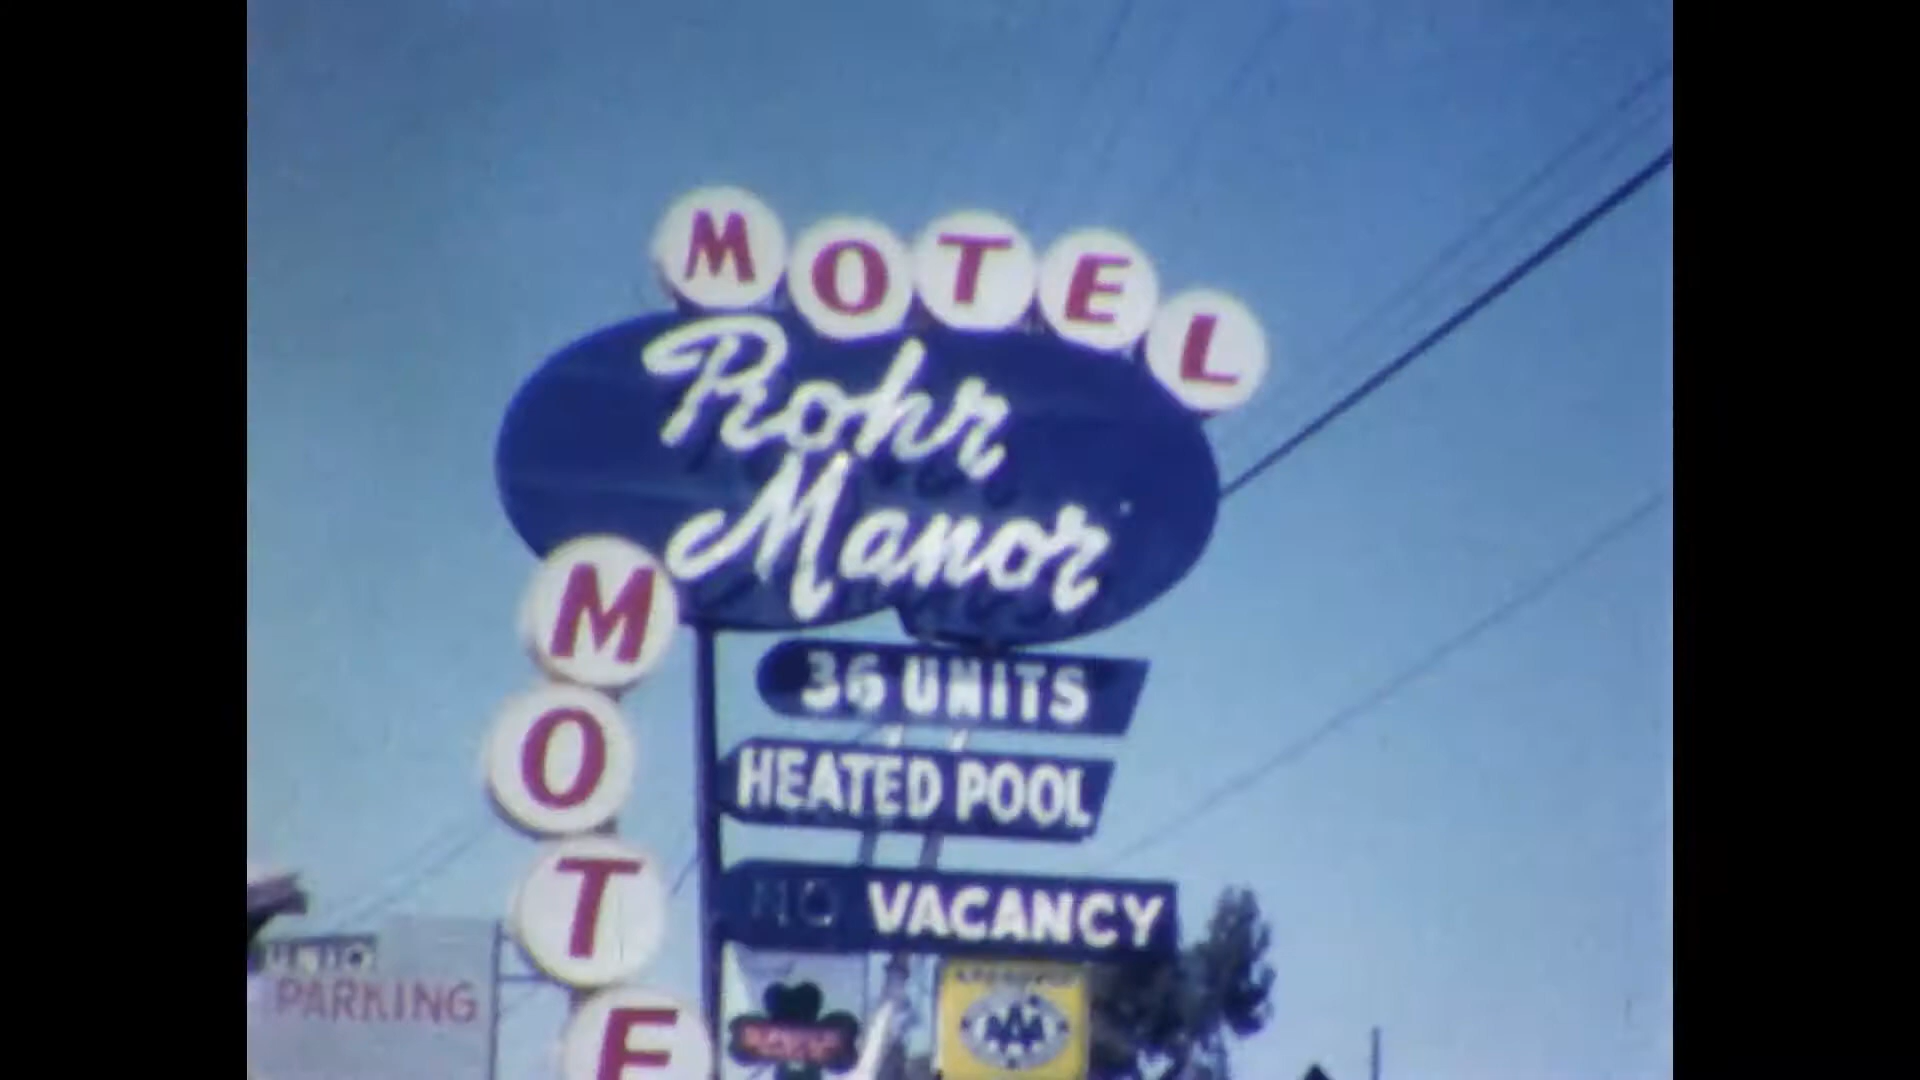 MOTEL
Rohr
Manor
MOTE
36 UNITS
HEATED POOL
NO VACANCY
PARKING
AAA